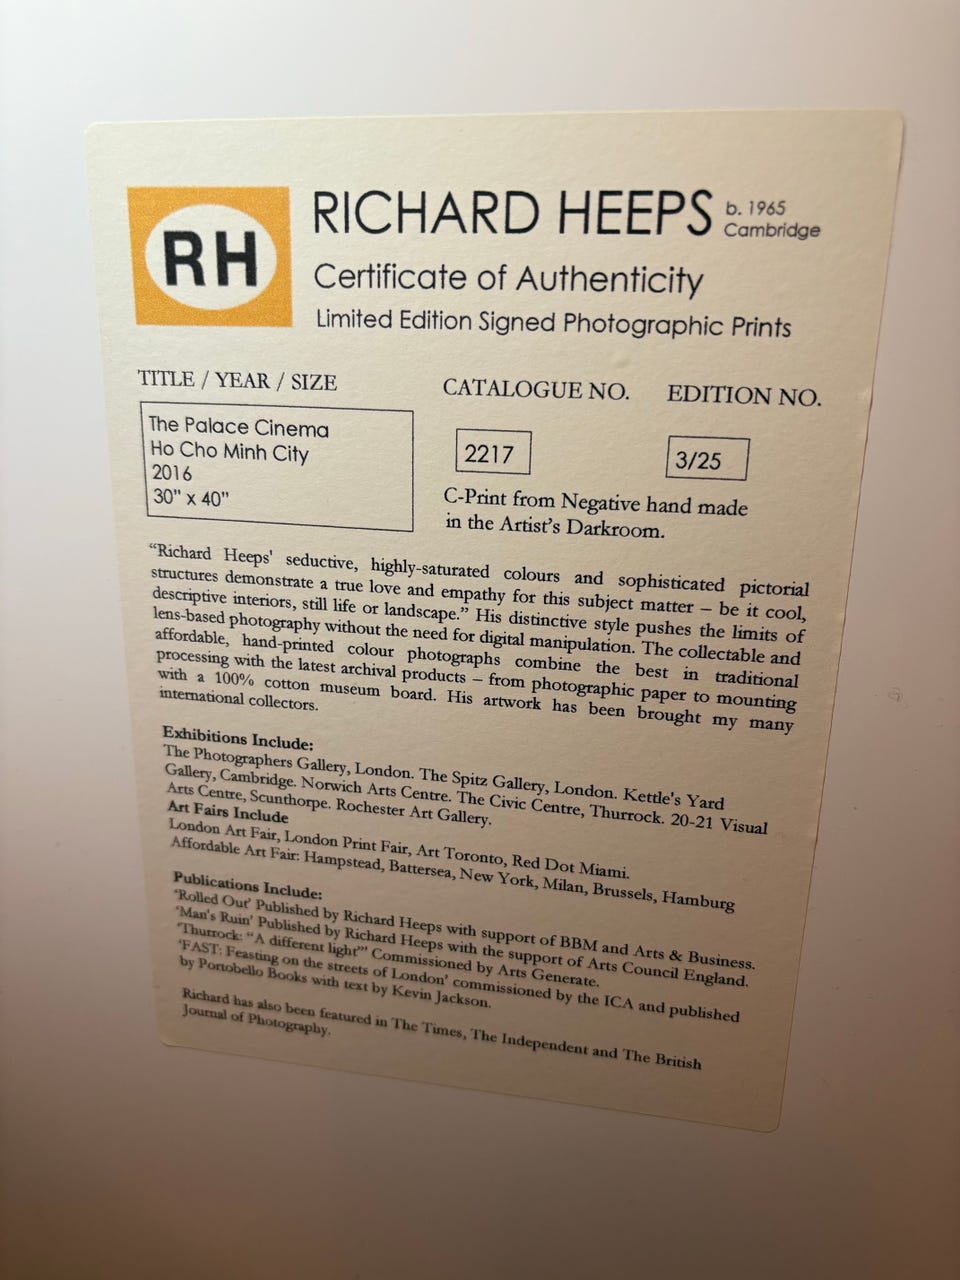 RH
RICHARD HEEPS b. 1965
Cambridge
Certificate of Authenticity
Limited Edition Signed Photographic Prints
TITLE / YEAR / SIZE
The Palace Cinema
Ho Cho Minh City
2016
30" x 40"
CATALOGUE NO.
2217
EDITION NO.
3/25
C-Print from Negative hand made
in the Artist's Darkroom.
"Richard Heeps' seductive, highly-saturated colours and sophisticated pictorial
structures demonstrate a true love and empathy for this subject matter – be it cool,
descriptive interiors, still life or landscape." His distinctive style pushes the limits of
lens-based photography without the need for digital manipulation. The collectable and
affordable, hand-printed colour photographs combine the best in traditional
processing with the latest archival products – from photographic paper to mounting
with a 100% cotton museum board. His artwork has been brought my many
international collectors.
Exhibitions Include:
The Photographers Gallery, London. The Spitz Gallery, London. Kettle's Yard
Gallery, Cambridge. Norwich Arts Centre. The Civic Centre, Thurrock. 20-21 Visual
Arts Centre, Scunthorpe. Rochester Art Gallery.
Art Fairs Include
London Art Fair, London Print Fair, Art Toronto, Red Dot Miami.
Affordable Art Fair: Hampstead, Battersea, New York, Milan, Brussels, Hamburg
Publications Include:
'Rolled Out' Published by Richard Heeps with support of BBM and Arts & Business.
'Man's Ruin' Published by Richard Heeps with the support of Arts Council England.
'Thurrock: "A different light"' Commissioned by Arts Generate.
'FAST: Feasting on the streets of London' commissioned by the ICA and published
by Portobello Books with text by Kevin Jackson.
Richard has also been featured in The Times, The Independent and The British
Journal of Photography.